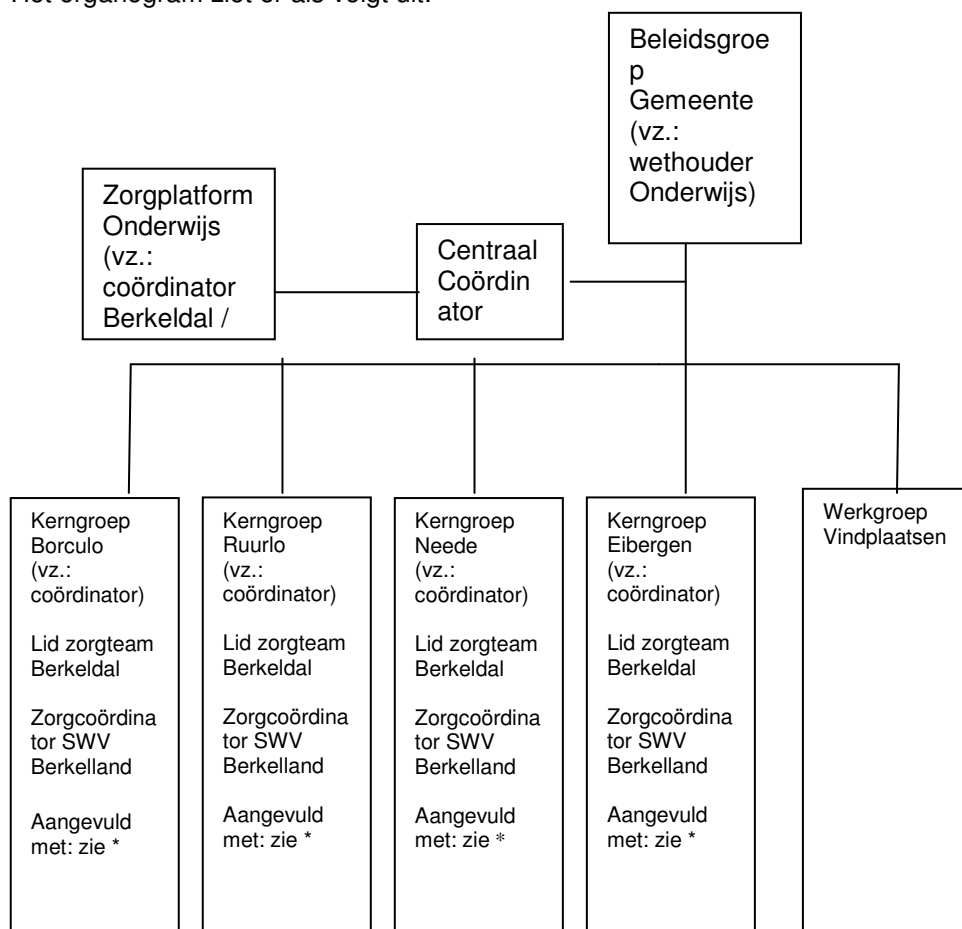 Het organogram ziet er als volgt uit:
Beleidsgroe
p
Gemeente
(vz.:
wethouder
Onderwijs)
Zorgplatform
Onderwijs
(vz.:
coördinator
Berkeldal /
Centraal
Coördin
ator
Kerngroep
Borculo
(vz.:
coördinator)
Lid zorgteam
Berkeldal
Zorgcoördina
tor SWV
Berkelland
Aangevuld
met: zie *
Kerngroep
Ruurlo
(vz.:
coördinator)
Lid zorgteam
Berkeldal
Zorgcoördina
tor SWV
Berkelland
Aangevuld
met: zie *
Kerngroep
Neede
(vz.:
coördinator)
Lid zorgteam
Berkeldal
Zorgcoördina
tor SWV
Berkelland
Aangevuld
met: zie *
Kerngroep
Eibergen
(vz.:
coördinator)
Lid zorgteam
Berkeldal
Zorgcoördina
tor SWV
Berkelland
Aangevuld
met: zie *
Werkgroep
Vindplaatsen